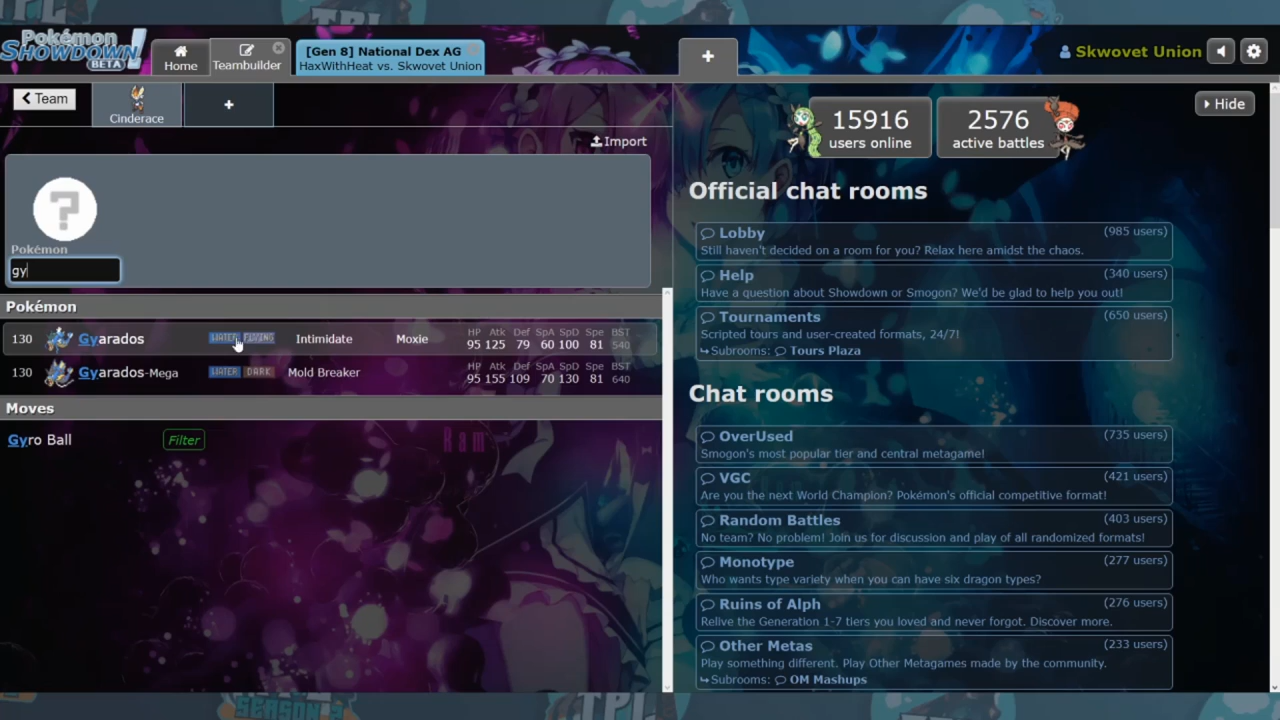 TPL
TPL
Pokémon
SHOWDOWN!
BETA
Home
Teambuilder
[Gen 8] National Dex AG
HaxWithHeat vs. Skwovet Union
+
Skwovet Union
Team
Cinderace
+
Import
?
Pokémon
gy
Pokémon
HP Atk Def SpA SpD Spe BST
130 Gyarados WATER FLYING Intimidate Moxie 95 125 79 60 100 81 540
HP Atk Def SpA SpD Spe BST
130 Gyarados-Mega WATER DARK Mold Breaker 95 155 109 70 130 81 640
Moves
Gyro Ball Filter
Ram
15916
users online
2576
active battles
Hide
Official chat rooms
Lobby (985 users)
Still haven't decided on a room for you? Relax here amidst the chaos.
Help (340 users)
Have a question about Showdown or Smogon? We'd be glad to help you out!
Tournaments (650 users)
Scripted tours and user-created formats, 24/7!
↳Subrooms: Tours Plaza
Chat rooms
OverUsed (735 users)
Smogon's most popular tier and central metagame!
VGC (421 users)
Are you the next World Champion? Pokémon's official competitive format!
Random Battles (403 users)
No team? No problem! Join us for discussion and play of all randomized formats!
Monotype (277 users)
Who wants type variety when you can have six dragon types?
Ruins of Alph (276 users)
Relive the Generation 1-7 tiers you loved and never forgot. Discover more.
Other Metas (233 users)
Play something different. Play Other Metagames made by the community.
↳Subrooms: OM Mashups
SEASON
TPL